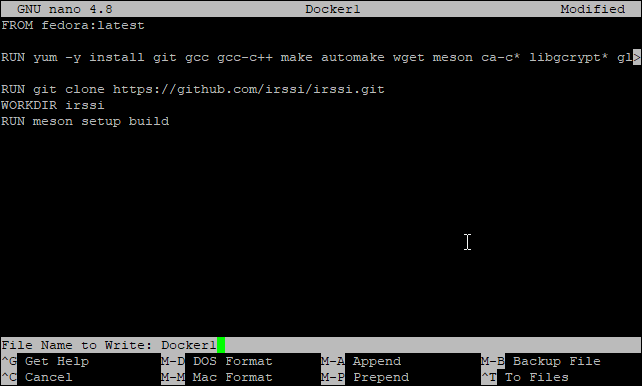 GNU nano 4.8 Dockerl Modified
FROM fedora:latest
RUN yum -y install git gcc gcc-c++ make automake wget meson ca-c* libgcrypt* gl>
RUN git clone https://github.com/irssi/irssi.git
WORKDIR irssi
RUN meson setup build
File Name to Write: Dockerl
^G Get Help M-D DOS Format M-A Append M-B Backup File
^C Cancel M-M Mac Format M-P Prepend ^T To Files